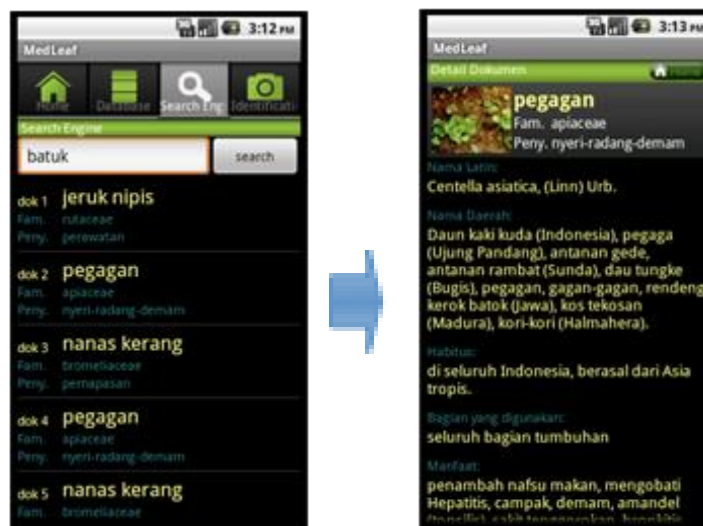 3:12 PM
MedLeaf
Home Database Search Eng Identificati
Search Engine
batuk search
dok 1 jeruk nipis
Fam. rutaceae
Peny. perawatan
dok 2 pegagan
Fam. apiaceae
Peny. nyeri-radang-demam
dok 3 nanas kerang
Fam. bromeliaceae
Peny. pernapasan
dok 4 pegagan
Fam. apiaceae
Peny. nyeri-radang-demam
dok 5 nanas kerang
Fam. bromeliaceae
3:13 PM
MedLeaf
Detail Dokumen Home
pegagan
Fam. apiaceae
Peny. nyeri-radang-demam
Nama Latin:
Centella asiatica, (Linn) Urb.
Nama Daerah:
Daun kaki kuda (Indonesia), pegaga
(Ujung Pandang), antanan gede,
antanan rambat (Sunda), dau tungke
(Bugis), pegagan, gagan-gagan, rendeng
kerok batok (Jawa), kos tekosan
(Madura), kori-kori (Halmahera).
Habitus:
di seluruh Indonesia, berasal dari Asia
tropis.
Bagian yang digunakan:
seluruh bagian tumbuhan
Manfaat:
penambah nafsu makan, mengobati
Hepatitis, campak, demam, amandel